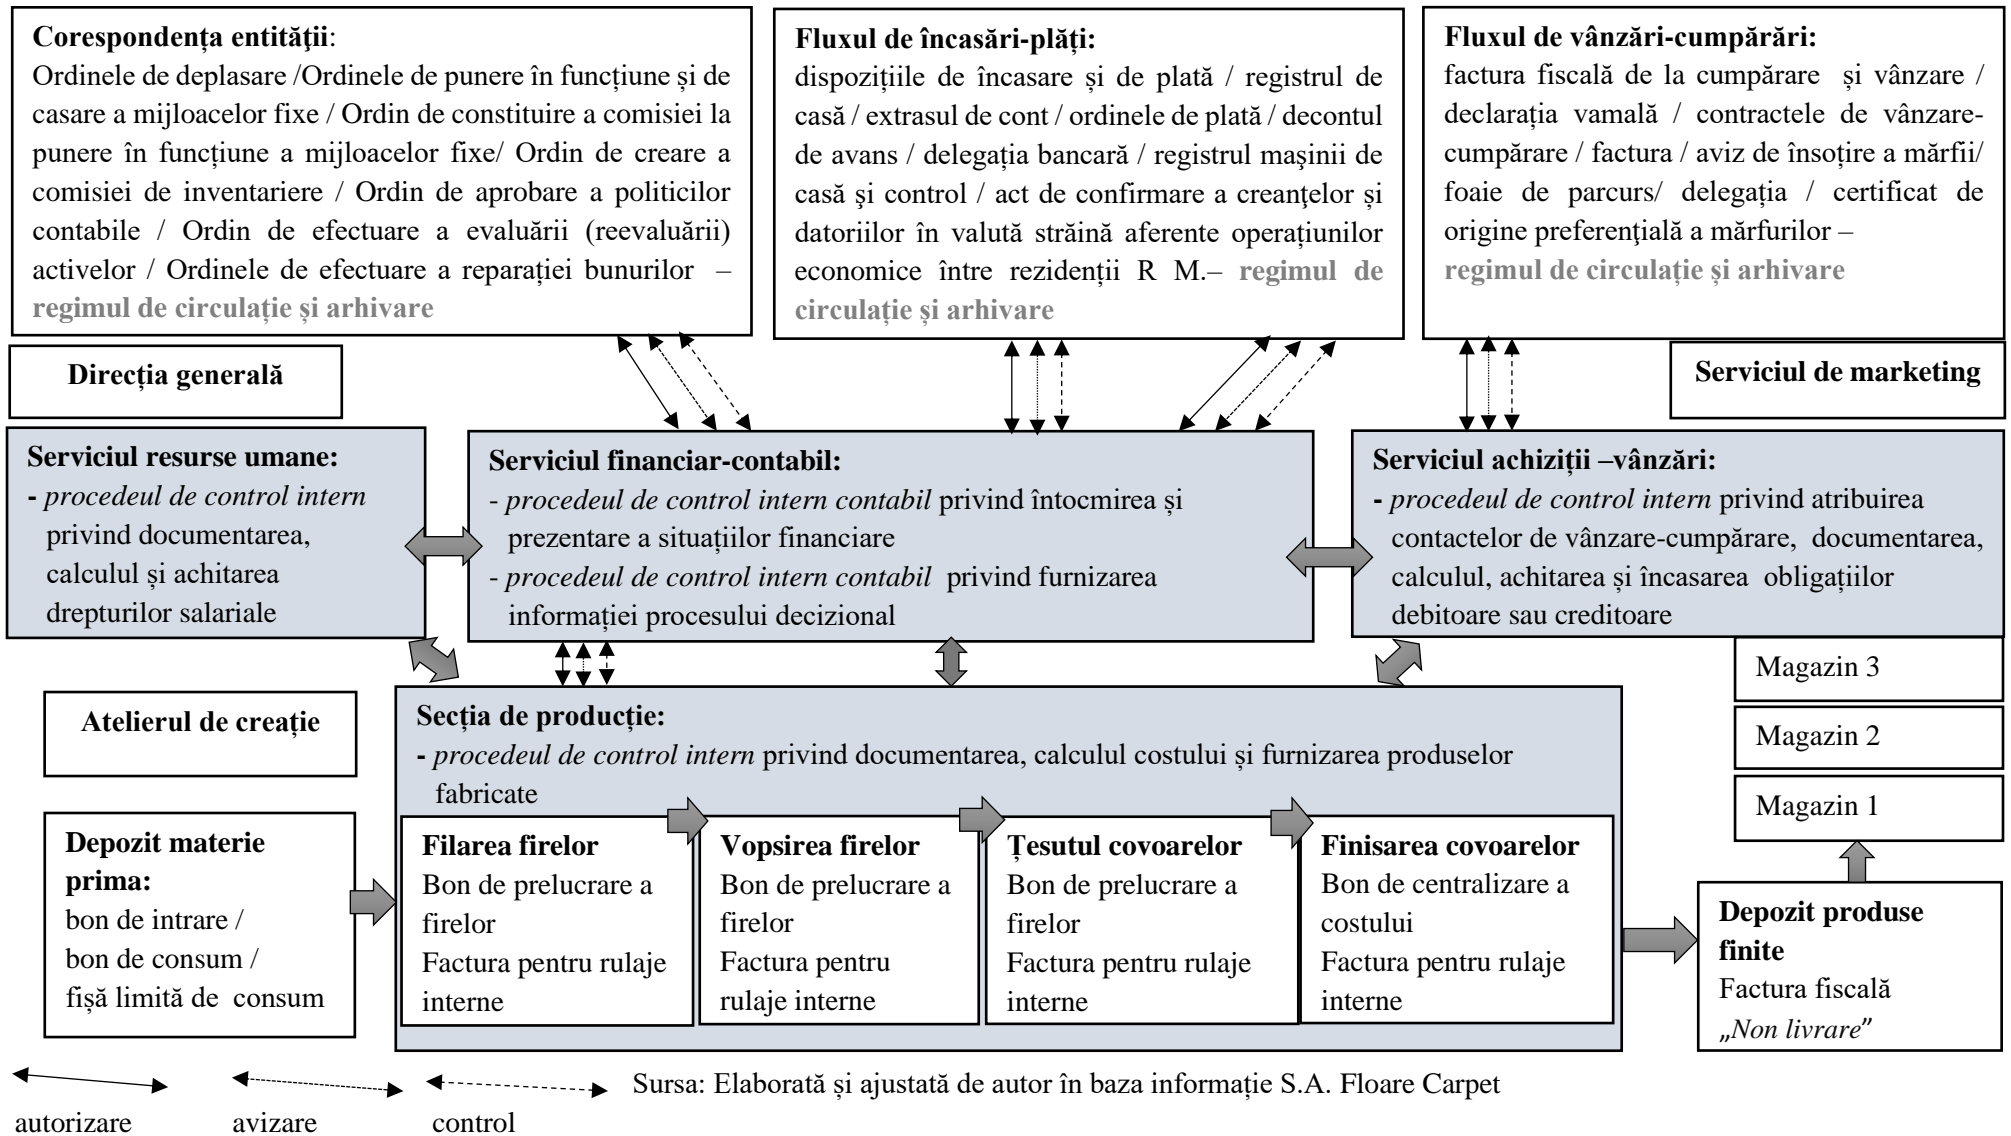 Corespondența entităţii:
Ordinele de deplasare /Ordinele de punere în funcțiune și de
casare a mijloacelor fixe / Ordin de constituire a comisiei la
punere în funcțiune a mijloacelor fixe/ Ordin de creare a
comisiei de inventariere / Ordin de aprobare a politicilor
contabile / Ordin de efectuare a evaluării (reevaluării)
activelor / Ordinele de efectuare a reparației bunurilor –
regimul de circulație și arhivare
Fluxul de încasări-plăți:
dispozițiile de încasare și de plată / registrul de
casă / extrasul de cont / ordinele de plată / decontul
de avans / delegația bancară / registrul maşinii de
casă și control / act de confirmare a creanţelor și
datoriilor în valută străină aferente operațiunilor
economice între rezidenții R M.– regimul de
circulație și arhivare
Fluxul de vânzări-cumpărări:
factura fiscală de la cumpărare și vânzare /
declarația vamală / contractele de vânzare-
cumpărare / factura / aviz de însoțire a mărfii/
foaie de parcurs/ delegația / certificat de
origine preferenţială a mărfurilor –
regimul de circulație și arhivare
Direcția generală
Serviciul de marketing
Serviciul resurse umane:
- procedeul de control intern
privind documentarea,
calculul și achitarea
drepturilor salariale
Serviciul financiar-contabil:
- procedeul de control intern contabil privind întocmirea și
prezentare a situațiilor financiare
- procedeul de control intern contabil privind furnizarea
informației procesului decizional
Serviciul achiziții –vânzări:
- procedeul de control intern privind atribuirea
contactelor de vânzare-cumpărare, documentarea,
calculul, achitarea și încasarea obligațiilor
debitoare sau creditoare
Magazin 3
Magazin 2
Magazin 1
Atelierul de creație
Secția de producție:
- procedeul de control intern privind documentarea, calculul costului și furnizarea produselor
fabricate
Depozit materie
prima:
bon de intrare /
bon de consum /
fișă limită de consum
Filarea firelor
Bon de prelucrare a
firelor
Factura pentru rulaje
interne
Vopsirea firelor
Bon de prelucrare a
firelor
Factura pentru
rulaje interne
Țesutul covoarelor
Bon de prelucrare a
firelor
Factura pentru rulaje
interne
Finisarea covoarelor
Bon de centralizare a
costului
Factura pentru rulaje
interne
Depozit produse
finite
Factura fiscală
„Non livrare”
Sursa: Elaborată și ajustată de autor în baza informație S.A. Floare Carpet
autorizare avizare control